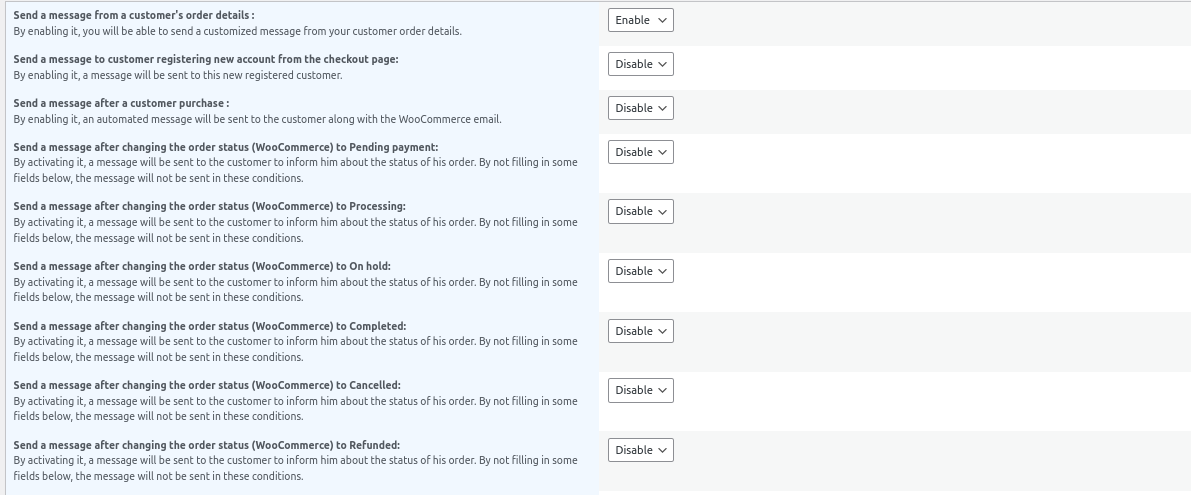 Send a message from a customer's order details :
Enable
By enabling it, you will be able to send a customized message from your customer order details.
Send a message to customer registering new account from the checkout page:
Disable
By enabling it, a message will be sent to this new registered customer.
Send a message after a customer purchase :
Disable
By enabling it, an automated message will be sent to the customer along with the WooCommerce email.
Send a message after changing the order status (WooCommerce) to Pending payment:
Disable
By activating it, a message will be sent to the customer to inform him about the status of his order. By not filling in some
fields below, the message will not be sent in these conditions.
Send a message after changing the order status (WooCommerce) to Processing:
Disable
By activating it, a message will be sent to the customer to inform him about the status of his order. By not filling in some
fields below, the message will not be sent in these conditions.
Send a message after changing the order status (WooCommerce) to On hold:
Disable
By activating it, a message will be sent to the customer to inform him about the status of his order. By not filling in some
fields below, the message will not be sent in these conditions.
Send a message after changing the order status (WooCommerce) to Completed:
Disable
By activating it, a message will be sent to the customer to inform him about the status of his order. By not filling in some
fields below, the message will not be sent in these conditions.
Send a message after changing the order status (WooCommerce) to Cancelled:
Disable
By activating it, a message will be sent to the customer to inform him about the status of his order. By not filling in some
fields below, the message will not be sent in these conditions.
Send a message after changing the order status (WooCommerce) to Refunded:
Disable
By activating it, a message will be sent to the customer to inform him about the status of his order. By not filling in some
fields below, the message will not be sent in these conditions.